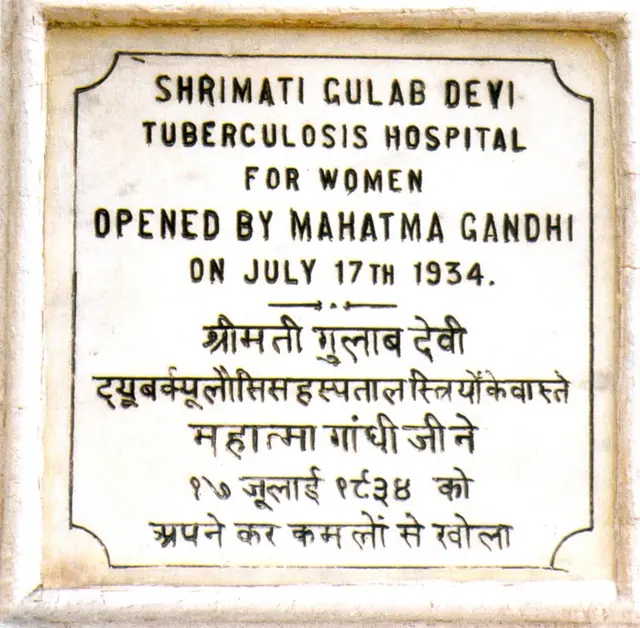 SHRIMATI GULAB DEVI
TUBERCULOSIS HOSPITAL
FOR WOMEN
OPENED BY MAHATMA GANDHI
ON JULY 17TH 1934.
श्रीमती गुलाब देवी
ट्यूबर्क्यूलौसिस हस्पताल स्त्रियों के वास्ते
महात्मा गांधी जी ने
१७ जूलाई १९३४ को
अपने कर कमलों से खोला